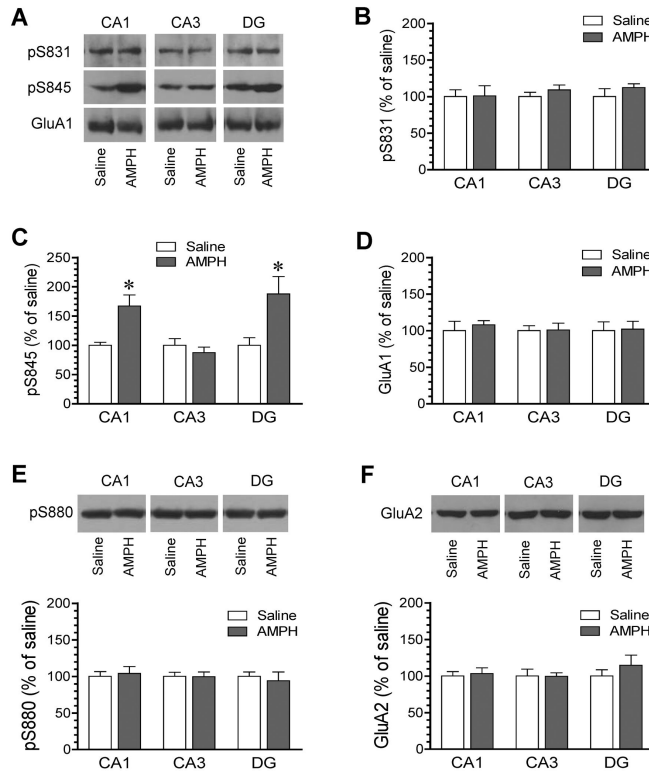 A
CA1 CA3 DG
pS831
pS845
GluA1
Saline AMPH Saline AMPH Saline AMPH
B
Saline
AMPH
pS831 (% of saline)
200
150
100
50
0
CA1 CA3 DG
C
Saline
AMPH
pS845 (% of saline)
250
200
150
100
50
0
* *
CA1 CA3 DG
D
Saline
AMPH
GluA1 (% of saline)
200
150
100
50
0
CA1 CA3 DG
E
CA1 CA3 DG
pS880
Saline AMPH Saline AMPH Saline AMPH
Saline
AMPH
pS880 (% of saline)
200
150
100
50
0
CA1 CA3 DG
F
CA1 CA3 DG
GluA2
Saline AMPH Saline AMPH Saline AMPH
Saline
AMPH
GluA2 (% of saline)
200
150
100
50
0
CA1 CA3 DG